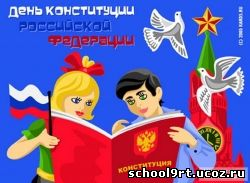 ДЕНЬ КОНСТИТУЦИИ
РОССИЙСКОЙ
ФЕДЕРАЦИИ
КОНСТИТУЦИЯ
school9rt.ucoz.ru